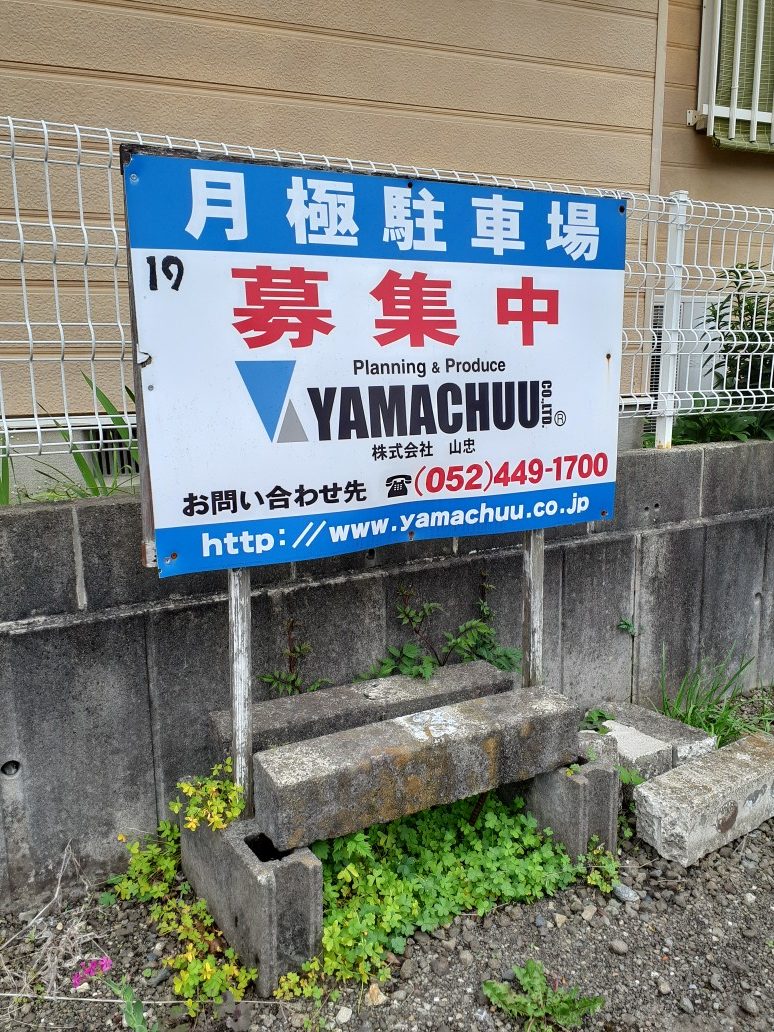 月極駐車場
19
募集中
Planning & Produce
YAMACHUU CO.,LTD. ®
株式会社 山忠
お問い合わせ先 ☎(052)449-1700
http://www.yamachuu.co.jp